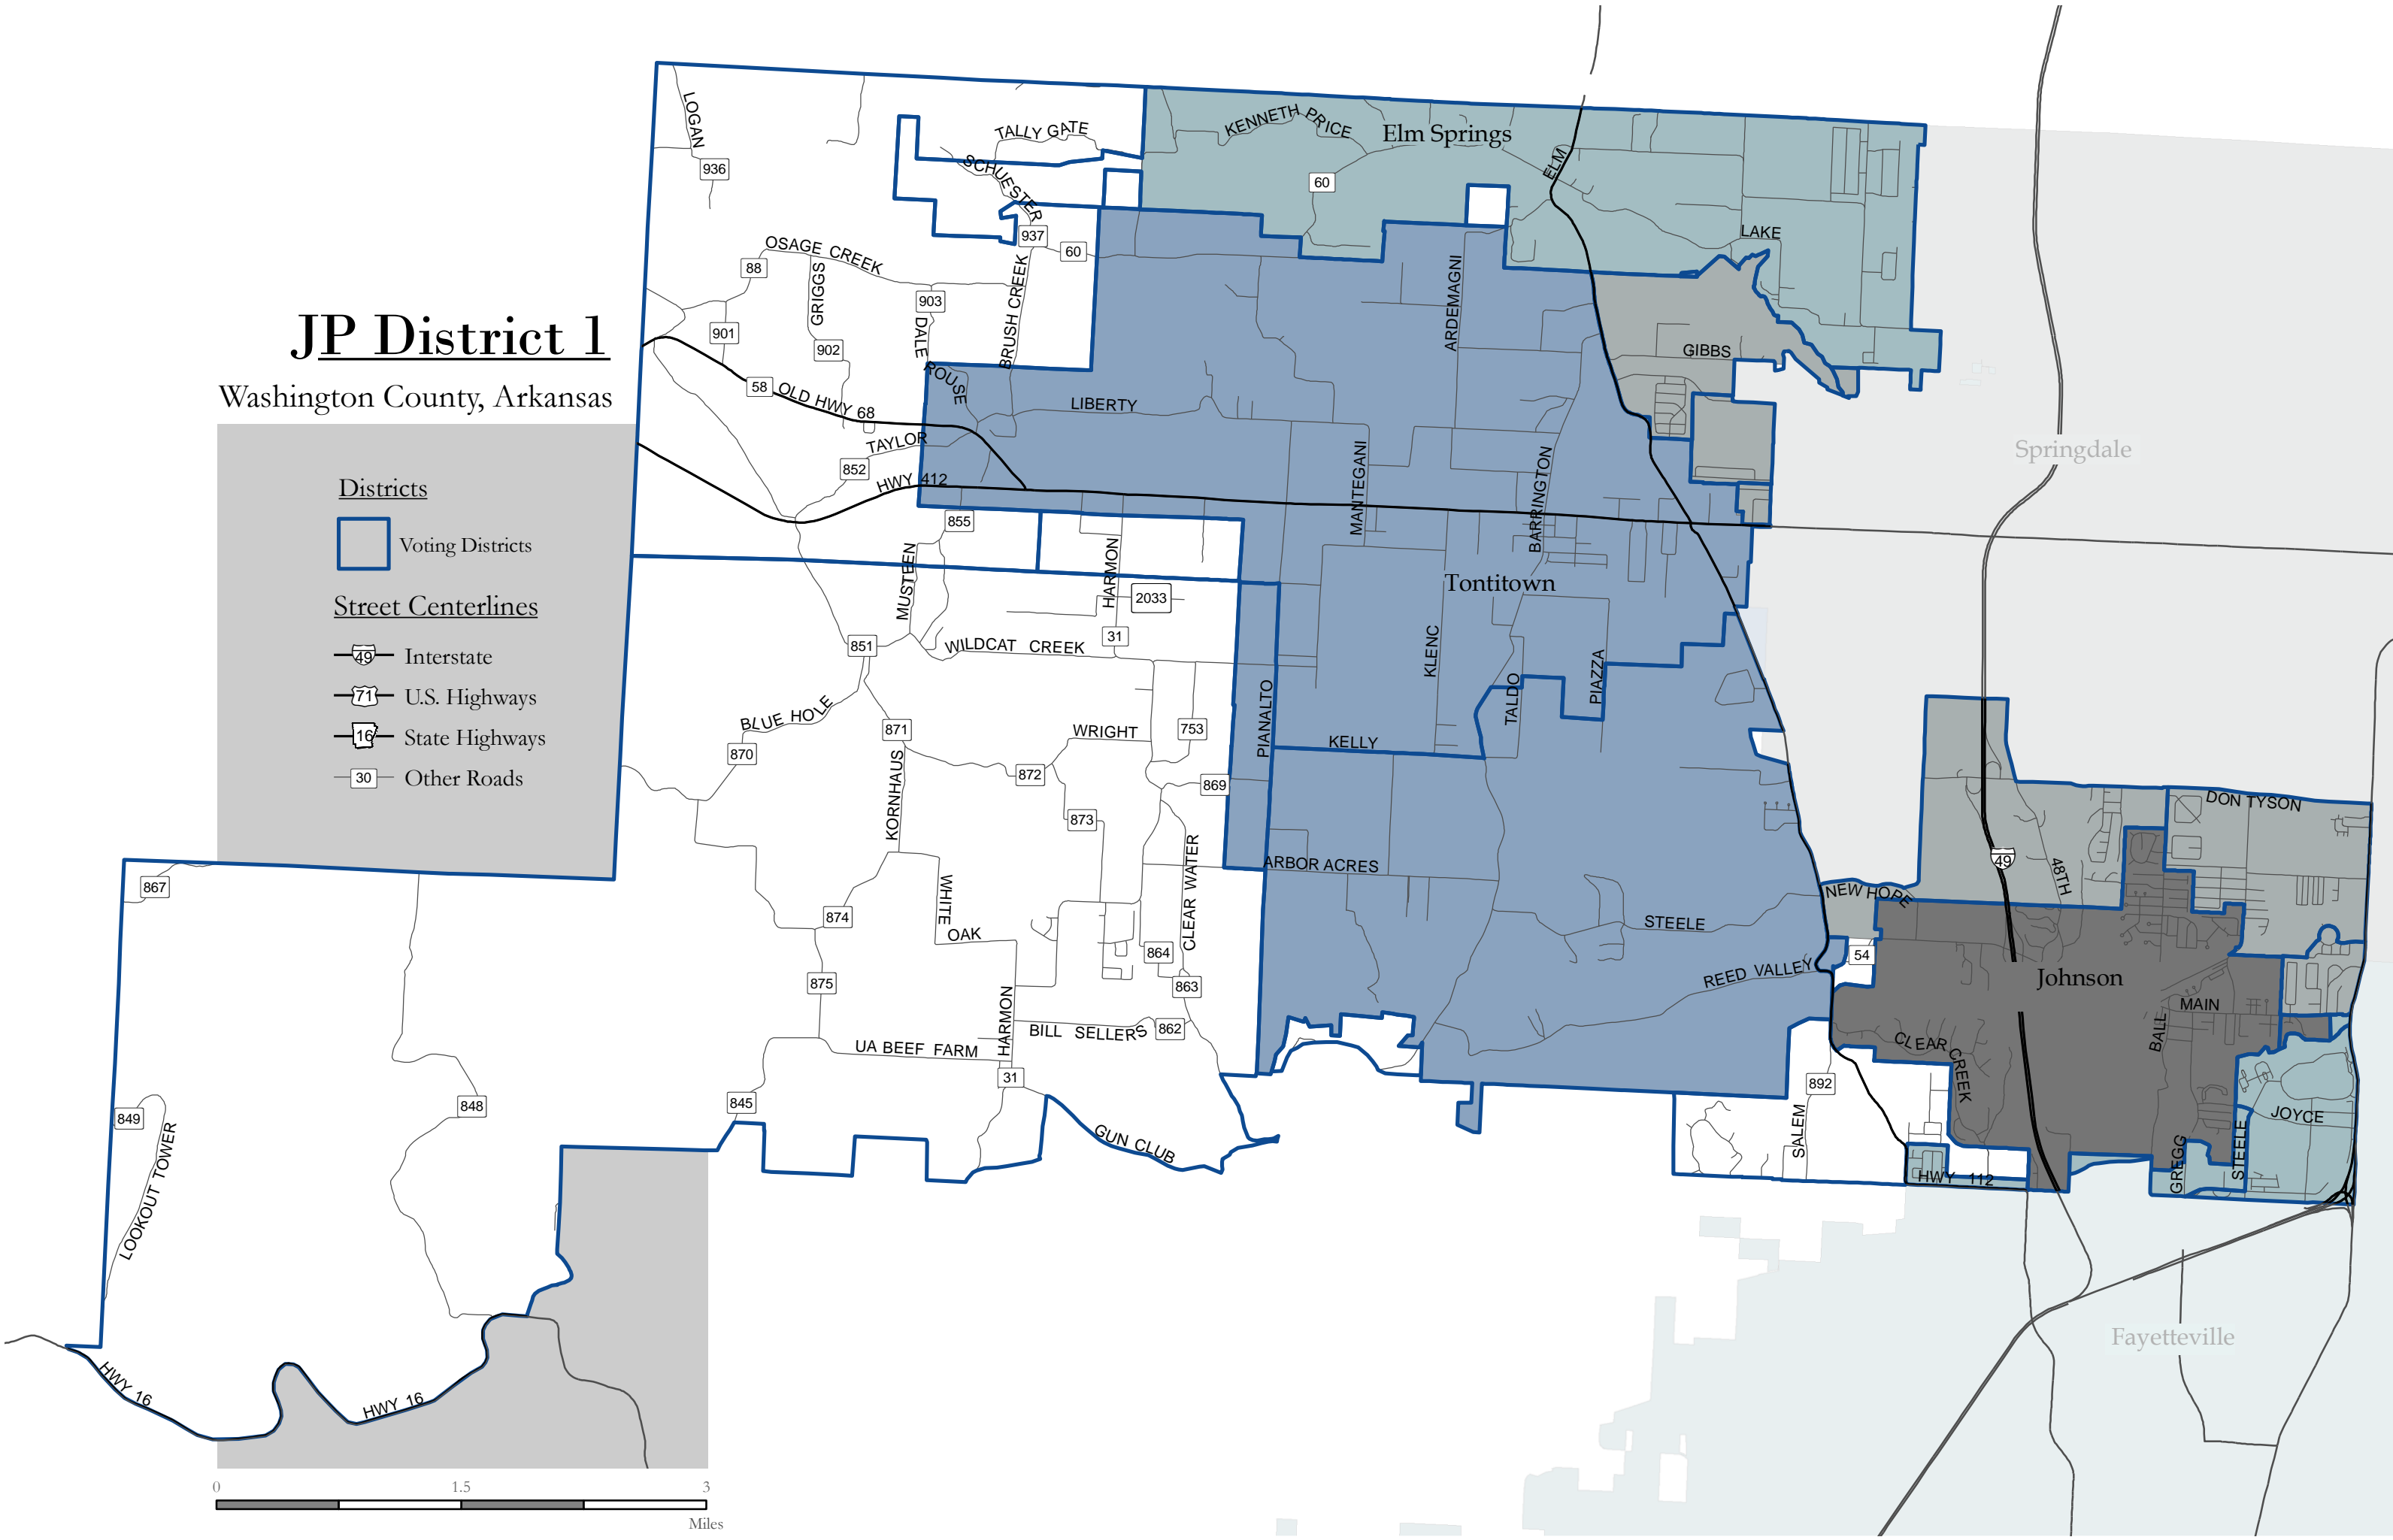 JP District 1
Washington County, Arkansas
Districts
Voting Districts
Street Centerlines
49
Interstate
71
U.S. Highways
16
State Highways
30
Other Roads
0
1.5
3
Miles
LOGAN
936
TALLY GATE
SCHUESTER
937
60
KENNETH PRICE
Elm Springs
60
ELM
LAKE
OSAGE CREEK
88
GRIGGS
903
901
902
DALE
BRUSH CREEK
ROUSE
ARDEMAGNI
GIBBS
58
OLD HWY 68
LIBERTY
TAYLOR
852
HWY 412
MANTEGANI
BARRINGTON
Springdale
855
MUSTEEN
HARMON
2033
31
Tontitown
851
WILDCAT CREEK
KLENC
PIAZZA
TALDO
PIANALTO
BLUE HOLE
870
871
WRIGHT
753
KELLY
872
869
KORNHAUS
873
DON TYSON
49
48TH
ARBOR ACRES
CLEAR WATER
867
WHITE
OAK
874
NEW HOPE
STEELE
864
54
REED VALLEY
Johnson
875
863
MAIN
HARMON
BILL SELLERS
862
BALL
CLEAR CREEK
UA BEEF FARM
31
892
845
848
849
JOYCE
GUN CLUB
SALEM
STEELE
GREGG
HWY 112
LOOKOUT TOWER
Fayetteville
HWY 16
HWY 16